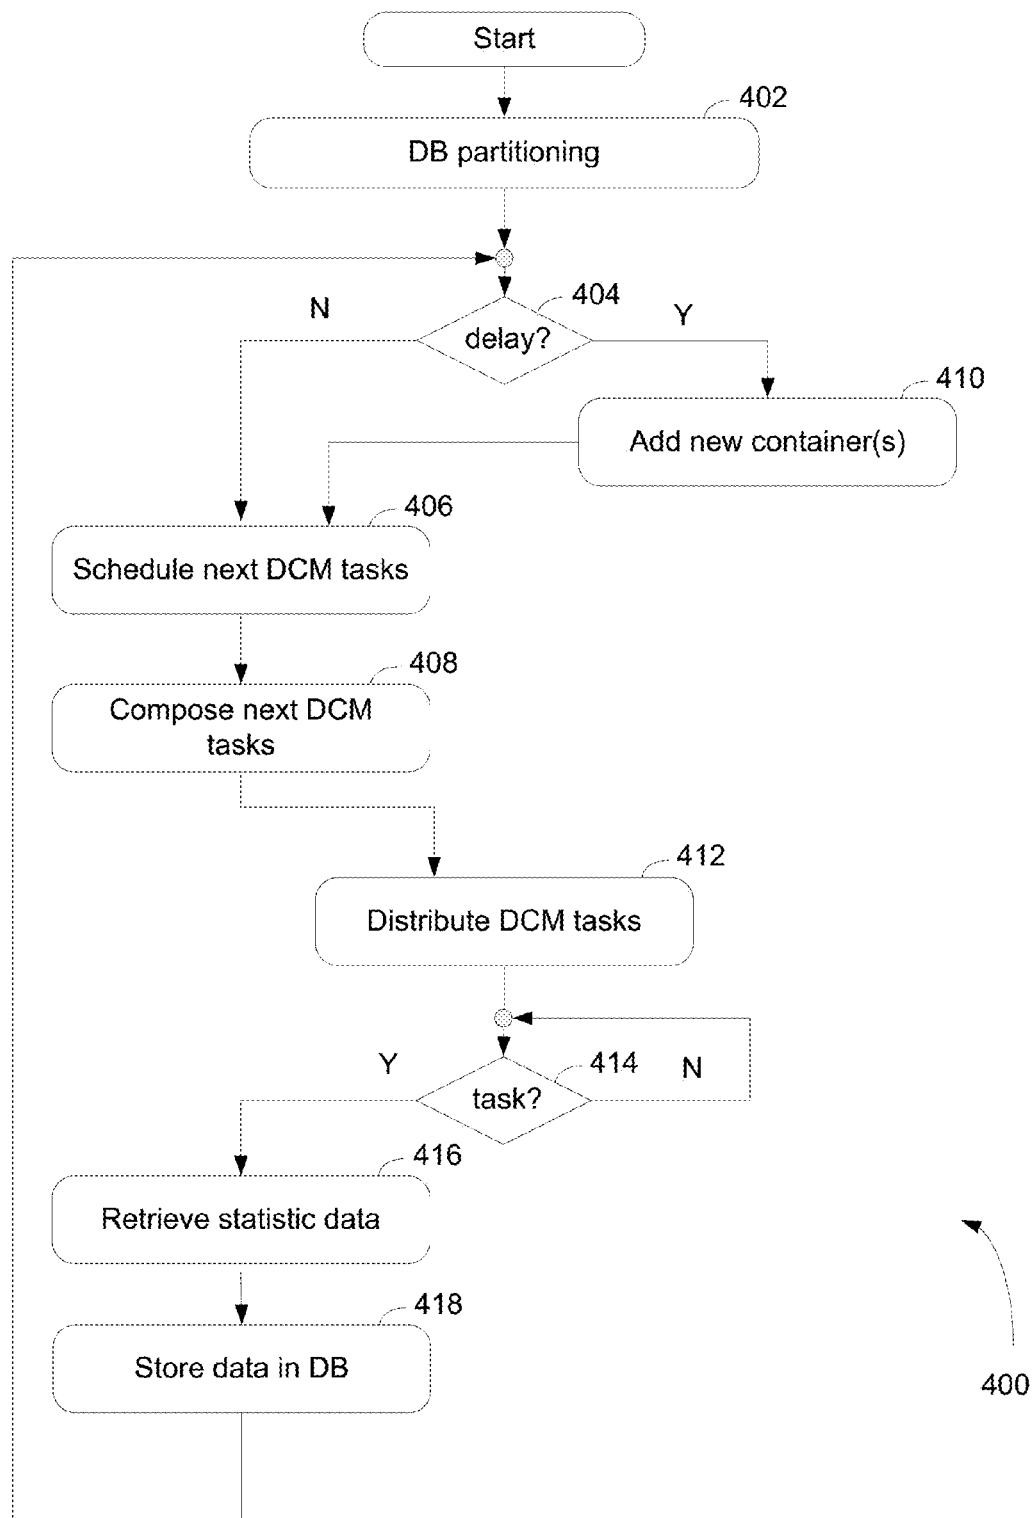 Start
402
DB partitioning
404
N
Y
delay?
410
Add new container(s)
406
Schedule next DCM tasks
408
Compose next DCM
tasks
412
Distribute DCM tasks
414
Y
N
task?
416
Retrieve statistic data
418
Store data in DB
400